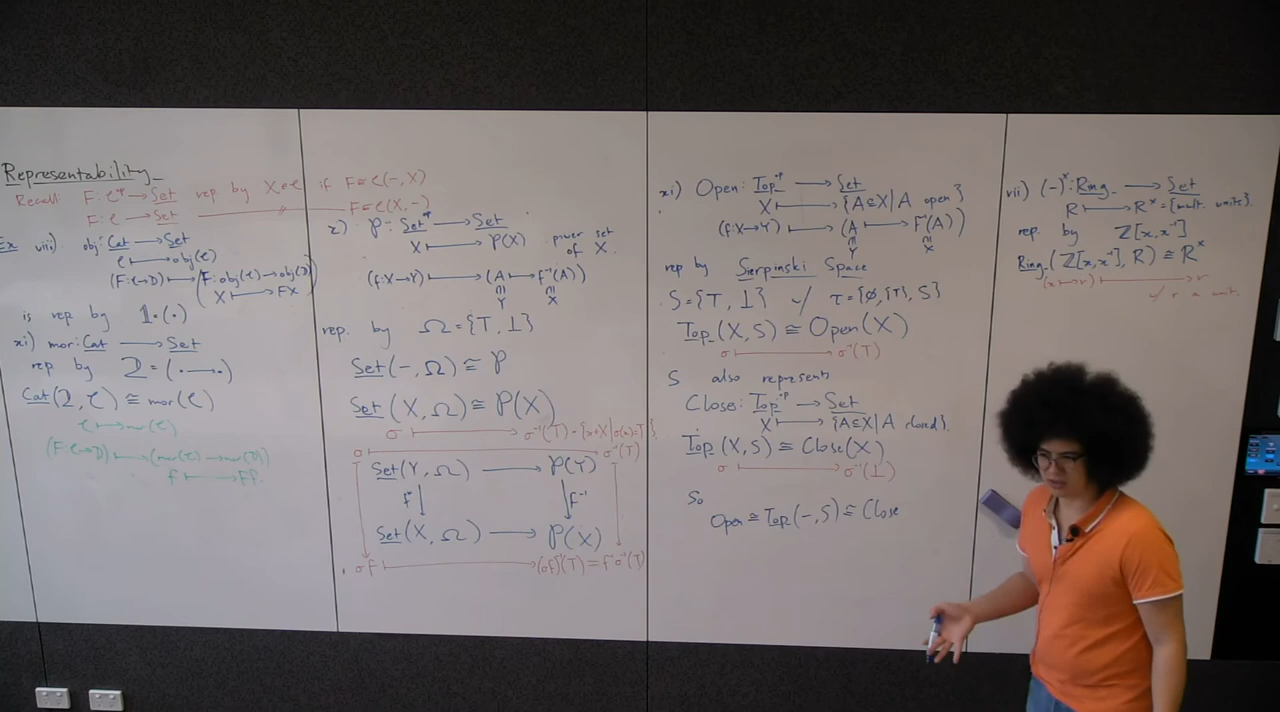 Representability
Recall: F: C^op → Set rep by X ∈ C if F ≅ C(-, X)
F: C → Set ———〃——— F ≅ C(X, -)
Ex viii) obj: Cat → Set
C ↦ obj(C)
(F: C → D) ↦ (F: obj(C) → obj(D)
X ↦ FX)
is rep by 1. (·)
xi) mor: Cat → Set
rep by 2 = (· → ·)
Cat(2, C) ≅ mor(C)
C ↦ mor(C)
(F: C → D) ↦ (mor(C) → mor(D))
f ↦ Ff.
x) P: Set^op → Set
X ↦ P(X) power set of X.
(f: X → Y) ↦ (A ↦ f⁻¹(A))
⊆ ⊆
Y X
rep. by Ω = {T, ⊥}
Set(-, Ω) ≅ P
Set(X, Ω) ≅ P(X)
σ ↦ σ⁻¹(T) = {x∈X | σ(x) = T}
σ ↦ σ⁻¹(T)
Set(Y, Ω) → P(Y)
f* ↓ ↓ f⁻¹
Set(X, Ω) → P(X)
σf ↦ (σf)⁻¹(T) = f⁻¹σ⁻¹(T)
xi) Open: Top^op → Set
X ↦ {A ⊆ X | A open}
(f: X → Y) ↦ (A ↦ f⁻¹(A))
⊆ ⊆
Y X
rep by Sierpinski Space
S = {T, ⊥} w/ τ = {∅, {T}, S}
Top(X, S) ≅ Open(X)
σ ↦ σ⁻¹(T)
S also represents
Close: Top^op → Set
X ↦ {A ⊆ X | A closed}.
Top(X, S) ≅ Close(X)
σ ↦ σ⁻¹(⊥)
So
Open ≅ Top(-, S) ≅ Close
vii) (-)^×: Ring → Set
R ↦ R^× = {mult. units}.
rep. by Z[x, x⁻¹]
Ring(Z[x, x⁻¹], R) ≅ R^×
(x ↦ r) ↦ r
w/ r a unit.